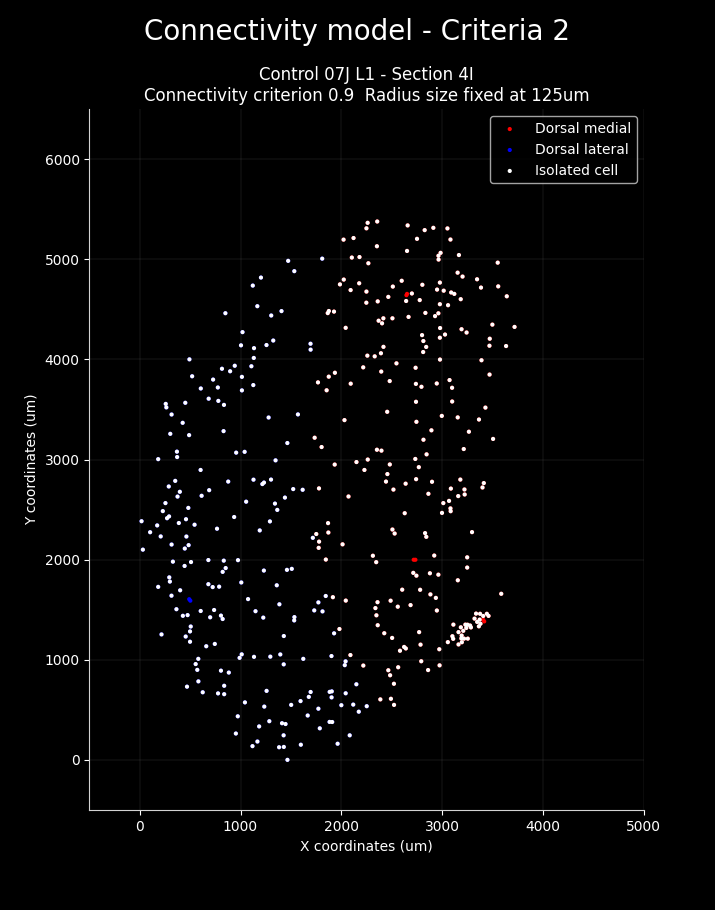 Connectivity model - Criteria 2
Control 07J L1 - Section 4I
Connectivity criterion 0.9  Radius size fixed at 125um
Dorsal medial
Dorsal lateral
Isolated cell
Y coordinates (um)
6000
5000
4000
3000
2000
1000
0
0
1000
2000
3000
4000
5000
X coordinates (um)